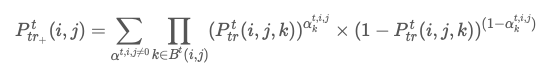 $P^{t}_{tr_{+}}(i,j) = \sum_{\alpha^{t,i,j} \neq 0} \prod_{k \in B^{t}(i,j)} (P^{t}_{tr}(i,j,k))^{\alpha^{t,i,j}_{k}} \times (1 - P^{t}_{tr}(i,j,k))^{(1-\alpha^{t,i,j}_{k})}$